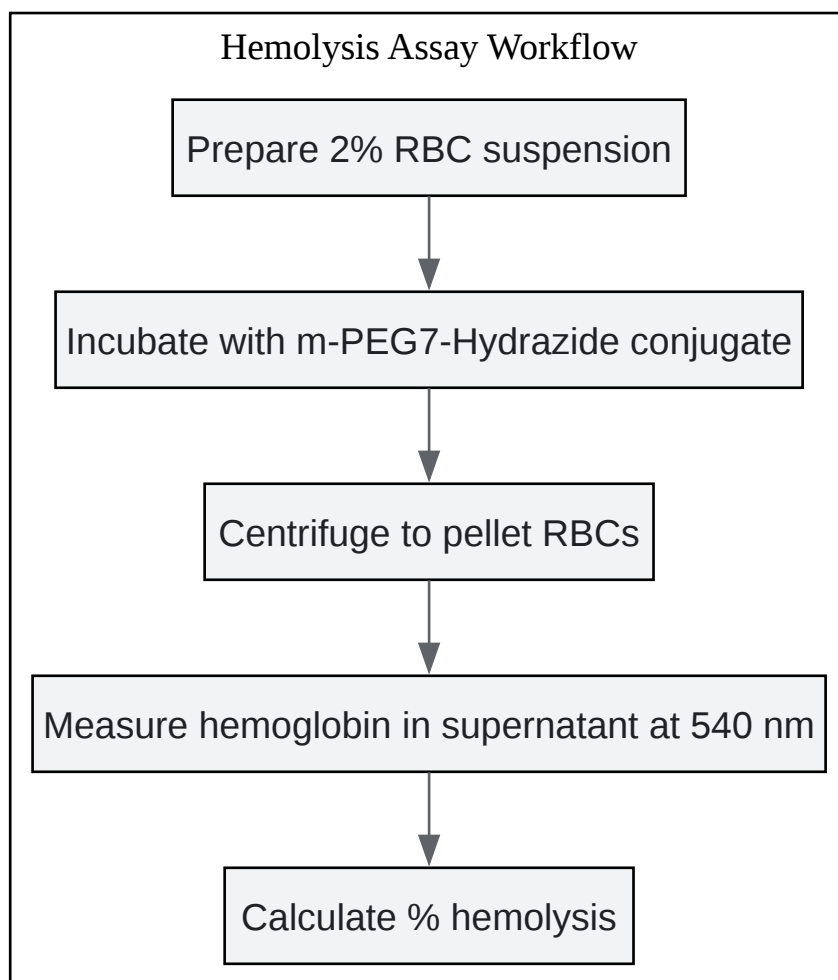 Hemolysis Assay Workflow
Prepare 2% RBC suspension
Incubate with m-PEG7-Hydrazide conjugate
Centrifuge to pellet RBCs
Measure hemoglobin in supernatant at 540 nm
Calculate % hemolysis